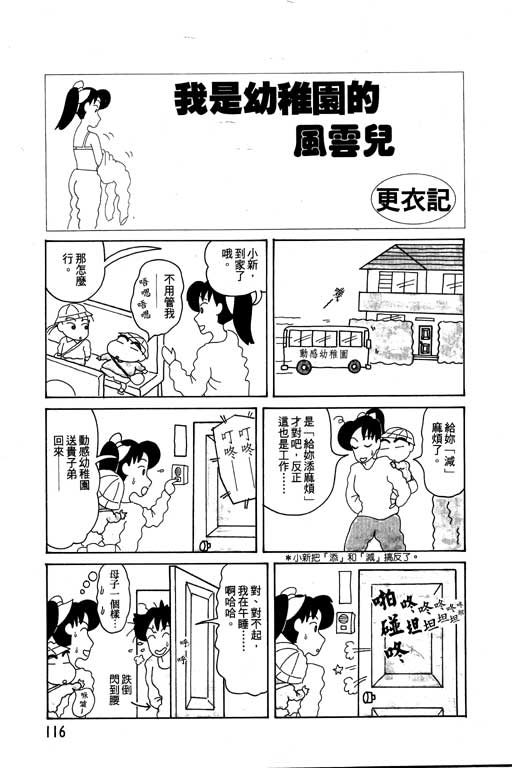 我是幼稚園的
風雲兒
更衣記
動感幼稚園
小新，
到家了
哦。
不用管我
唔嗯
唔嗯
那怎麼
行。
給妳「減」
麻煩了。
是「給妳添麻煩」
才對吧，反正
這也是工作……
＊小新把「添」和「減」搞反了。
叮咚—
叮咚—
動感幼稚園
送貴子弟
回來——
啪咚咚咚咚
碰坦坦坦坦
咚
對、對不起，
我在午睡……
啊哈哈。
母子一個樣…
跌倒
閃到腰
116